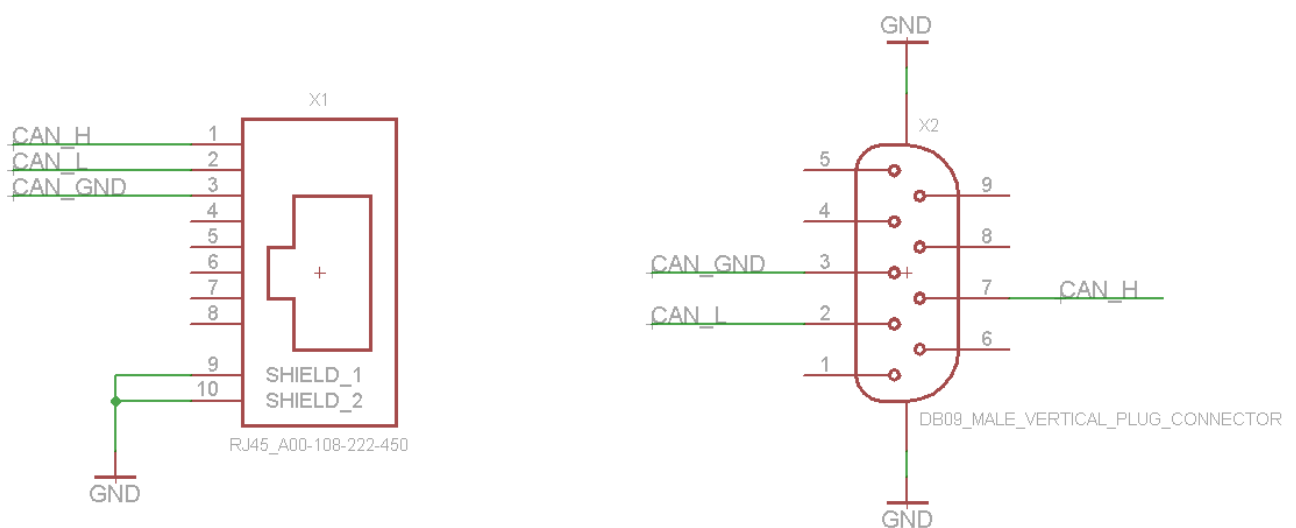 X1
CAN_H 1
CAN_L 2
CAN_GND 3
4
5
6
7
8
9 SHIELD_1
10 SHIELD_2
RJ45_A00-108-222-450
GND
GND
X2
5
9
4
8
CAN_GND 3
7 CAN_H
CAN_L 2
6
1
DB09_MALE_VERTICAL_PLUG_CONNECTOR
GND